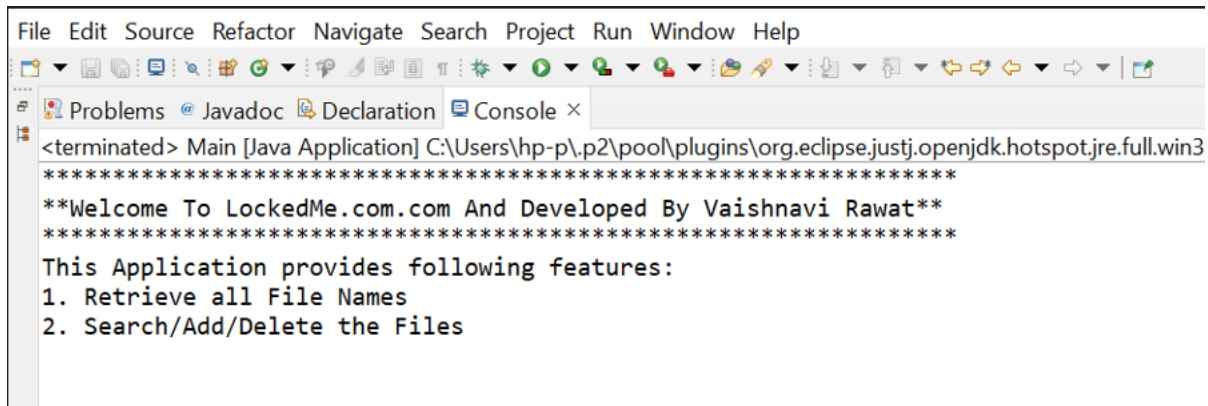 File Edit Source Refactor Navigate Search Project Run Window Help
Problems @ Javadoc Declaration Console ×
<terminated> Main [Java Application] C:\Users\hp-p\.p2\pool\plugins\org.eclipse.justj.openjdk.hotspot.jre.full.win3
*****************************************************************
**Welcome To LockedMe.com.com And Developed By Vaishnavi Rawat**
*****************************************************************
This Application provides following features:
1. Retrieve all File Names
2. Search/Add/Delete the Files